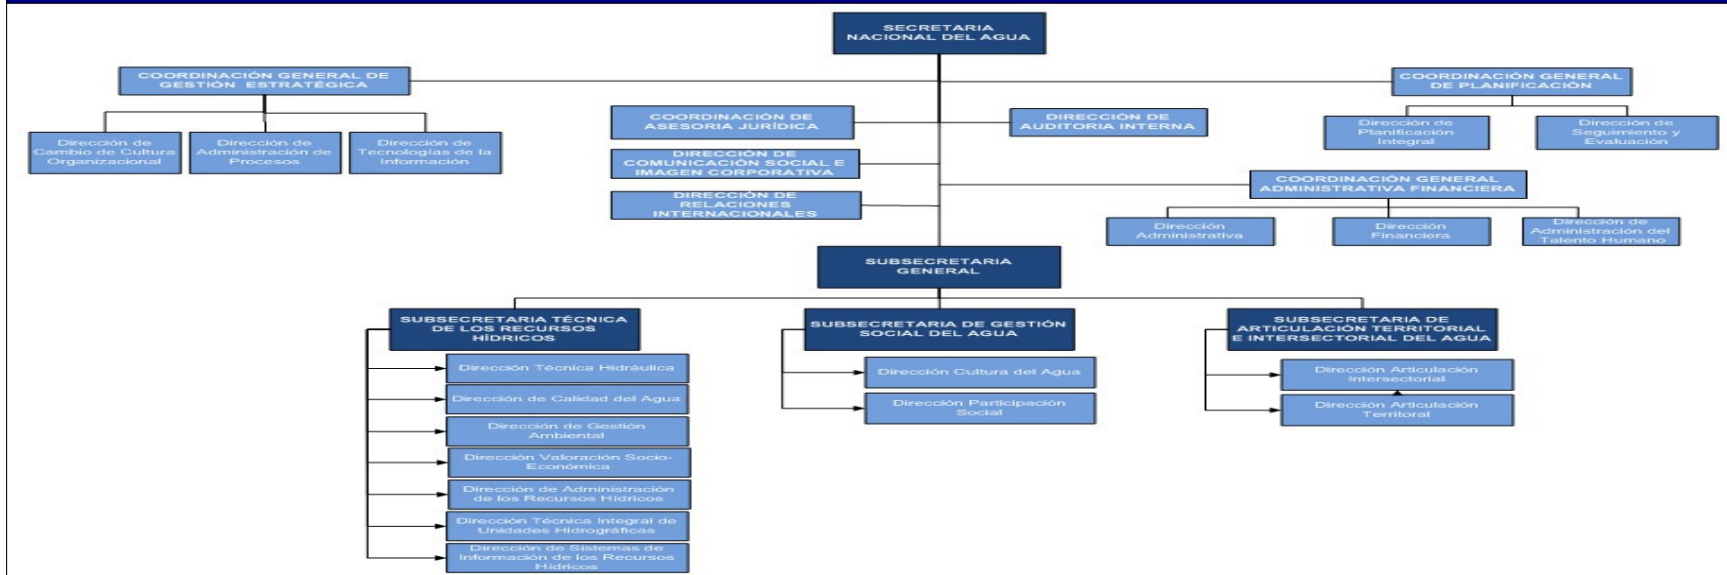 SECRETARIA
NACIONAL DEL AGUA
COORDINACIÓN GENERAL DE
GESTIÓN ESTRATÉGICA
COORDINACIÓN GENERAL
DE PLANIFICACIÓN
Dirección de
Cambio de Cultura
Organizacional
Dirección de
Administración de
Procesos
Dirección de
Tecnologías de la
Información
COORDINACIÓN DE
ASESORIA JURÍDICA
DIRECCIÓN DE
AUDITORIA INTERNA
Dirección de
Planificación
Integral
Dirección de
Seguimiento y
Evaluación
DIRECCIÓN DE
COMUNICACIÓN SOCIAL E
IMAGEN CORPORATIVA
COORDINACIÓN GENERAL
ADMINISTRATIVA FINANCIERA
DIRECCIÓN DE
RELACIONES
INTERNACIONALES
Dirección
Administrativa
Dirección
Financiera
Dirección de
Administración del
Talento Humano
SUBSECRETARIA
GENERAL
SUBSECRETARIA TÉCNICA
DE LOS RECURSOS
HÍDRICOS
SUBSECRETARIA DE GESTIÓN
SOCIAL DEL AGUA
SUBSECRETARIA DE
ARTICULACIÓN TERRITORIAL
E INTERSECTORIAL DEL AGUA
Dirección Técnica Hidráulica
Dirección de Calidad del Agua
Dirección de Gestión
Ambiental
Dirección Valoración Socio-
Económica
Dirección de Administración
de los Recursos Hídricos
Dirección Técnica Integral de
Unidades Hidrográficas
Dirección de Sistemas de
Información de los Recursos
Hídricos
Dirección Cultura del Agua
Dirección Participación
Social
Dirección Articulación
Intersectorial
Dirección Articulación
Territoral